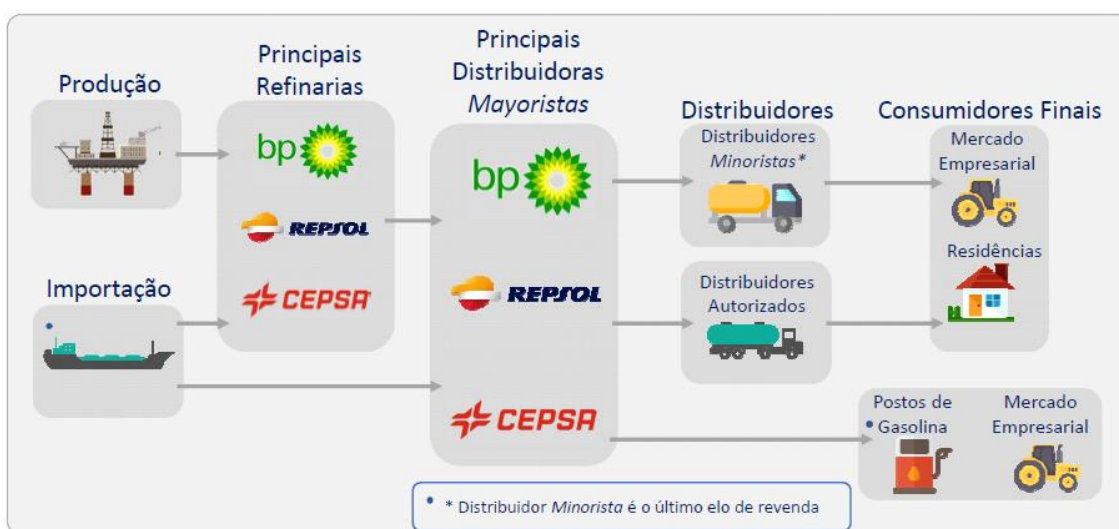 Produção
Importação
Principais
Refinarias
bp
REPSOL
CEPSA
Principais
Distribuidoras
Mayoristas
bp
REPSOL
CEPSA
Distribuidores
Distribuidores
Minoristas*
Distribuidores
Autorizados
Consumidores Finais
Mercado
Empresarial
Residências
Postos de
• Gasolina
Mercado
Empresarial
• * Distribuidor Minorista é o último elo de revenda